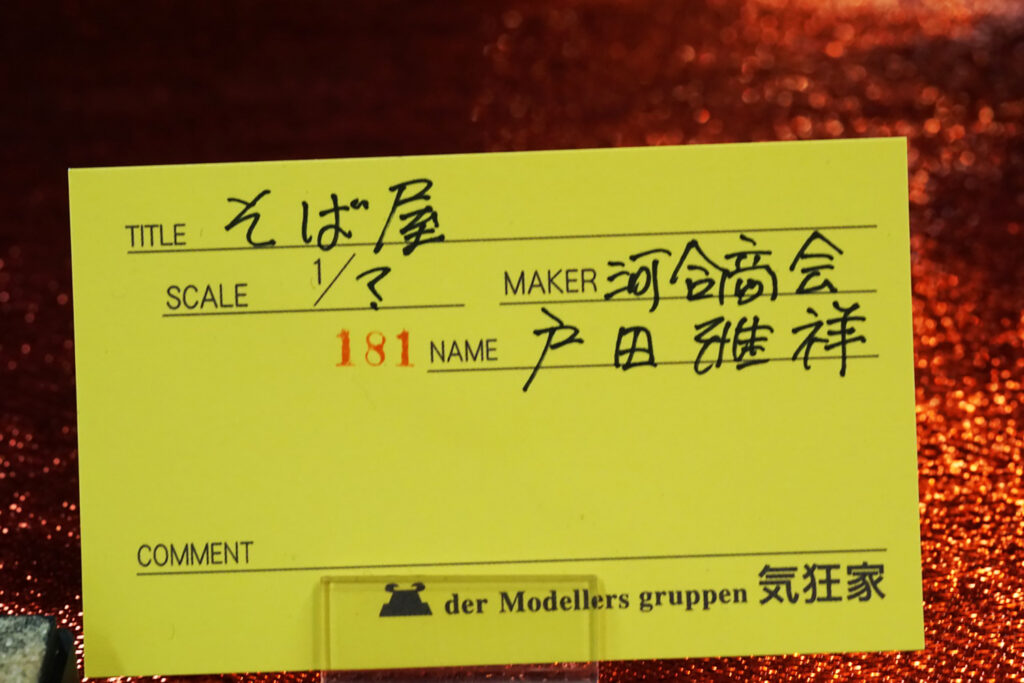 TITLE そば屋
SCALE 1/? MAKER 河合商会
181 NAME 戸田雅祥
COMMENT
der Modellers gruppen 気狂家